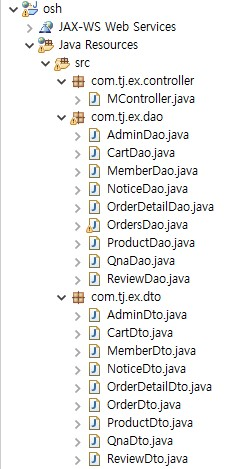 osh
JAX-WS Web Services
Java Resources
src
com.tj.ex.controller
MController.java
com.tj.ex.dao
AdminDao.java
CartDao.java
MemberDao.java
NoticeDao.java
OrderDetailDao.java
OrdersDao.java
ProductDao.java
QnaDao.java
ReviewDao.java
com.tj.ex.dto
AdminDto.java
CartDto.java
MemberDto.java
NoticeDto.java
OrderDetailDto.java
OrderDto.java
ProductDto.java
QnaDto.java
ReviewDto.java